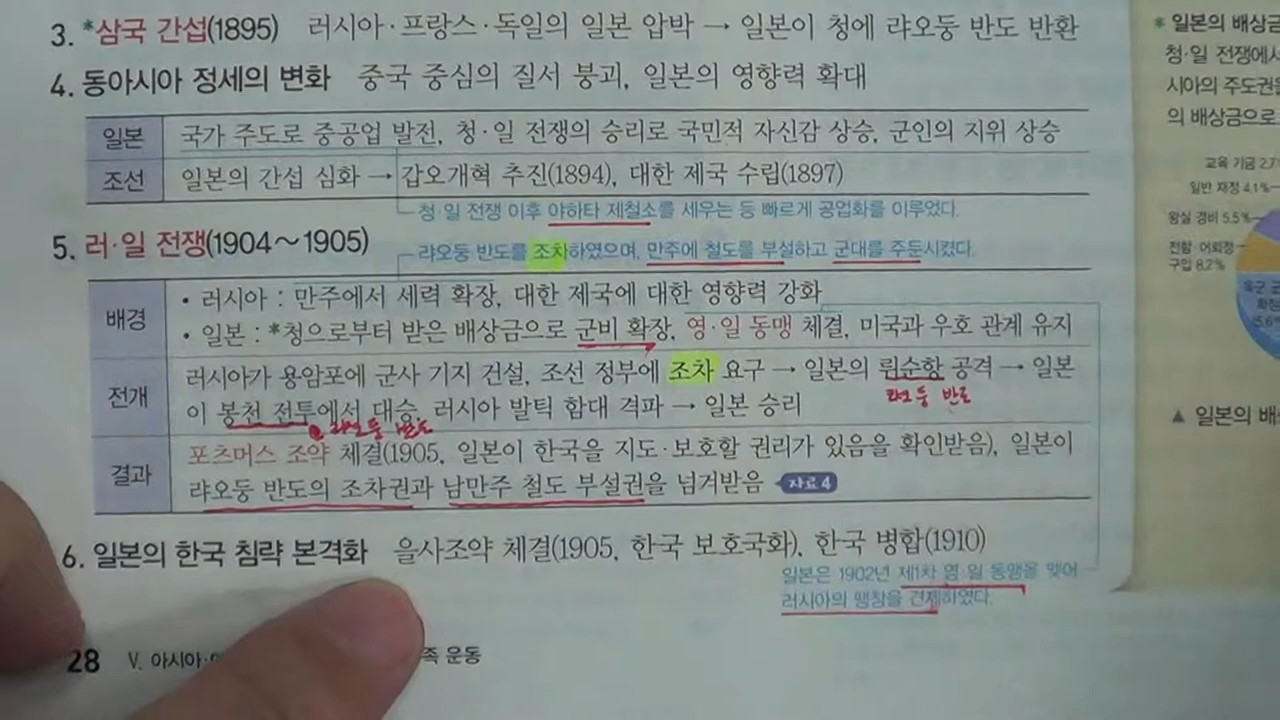 3. *삼국 간섭(1895) 러시아·프랑스·독일의 일본 압박 → 일본이 청에 랴오둥 반도 반환
4. 동아시아 정세의 변화 중국 중심의 질서 붕괴, 일본의 영향력 확대
일본 국가 주도로 중공업 발전, 청·일 전쟁의 승리로 국민적 자신감 상승, 군인의 지위 상승
조선 일본의 간섭 심화 → 갑오개혁 추진(1894), 대한 제국 수립(1897)
청·일 전쟁 이후 야하타 제철소를 세우는 등 빠르게 공업화를 이루었다.
5. 러·일 전쟁(1904~1905)
랴오둥 반도를 조차하였으며, 만주에 철도를 부설하고 군대를 주둔시켰다.
배경
• 러시아 : 만주에서 세력 확장, 대한 제국에 대한 영향력 강화
• 일본 : *청으로부터 받은 배상금으로 군비 확장, 영·일 동맹 체결, 미국과 우호 관계 유지
전개
러시아가 용암포에 군사 기지 건설, 조선 정부에 조차 요구 → 일본의 뤼순항 공격 → 일본
이 봉천 전투에서 대승, 러시아 발틱 함대 격파 → 일본 승리
결과
포츠머스 조약 체결(1905, 일본이 한국을 지도·보호할 권리가 있음을 확인받음), 일본이
랴오둥 반도의 조차권과 남만주 철도 부설권을 넘겨받음 자료 4
6. 일본의 한국 침략 본격화 을사조약 체결(1905, 한국 보호국화), 한국 병합(1910)
일본은 1902년 제1차 영·일 동맹을 맺어
러시아의 팽창을 견제하였다.
28 V. 아시아· 족 운동
* 일본의 배상금
청·일 전쟁에서
시아의 주도권을
의 배상금으로
교육 기금 2.7
일반 재정 4.1%
왕실 경비 5.5%
전함·어뢰정
구입 8.2%
육군
확장
▲ 일본의 배